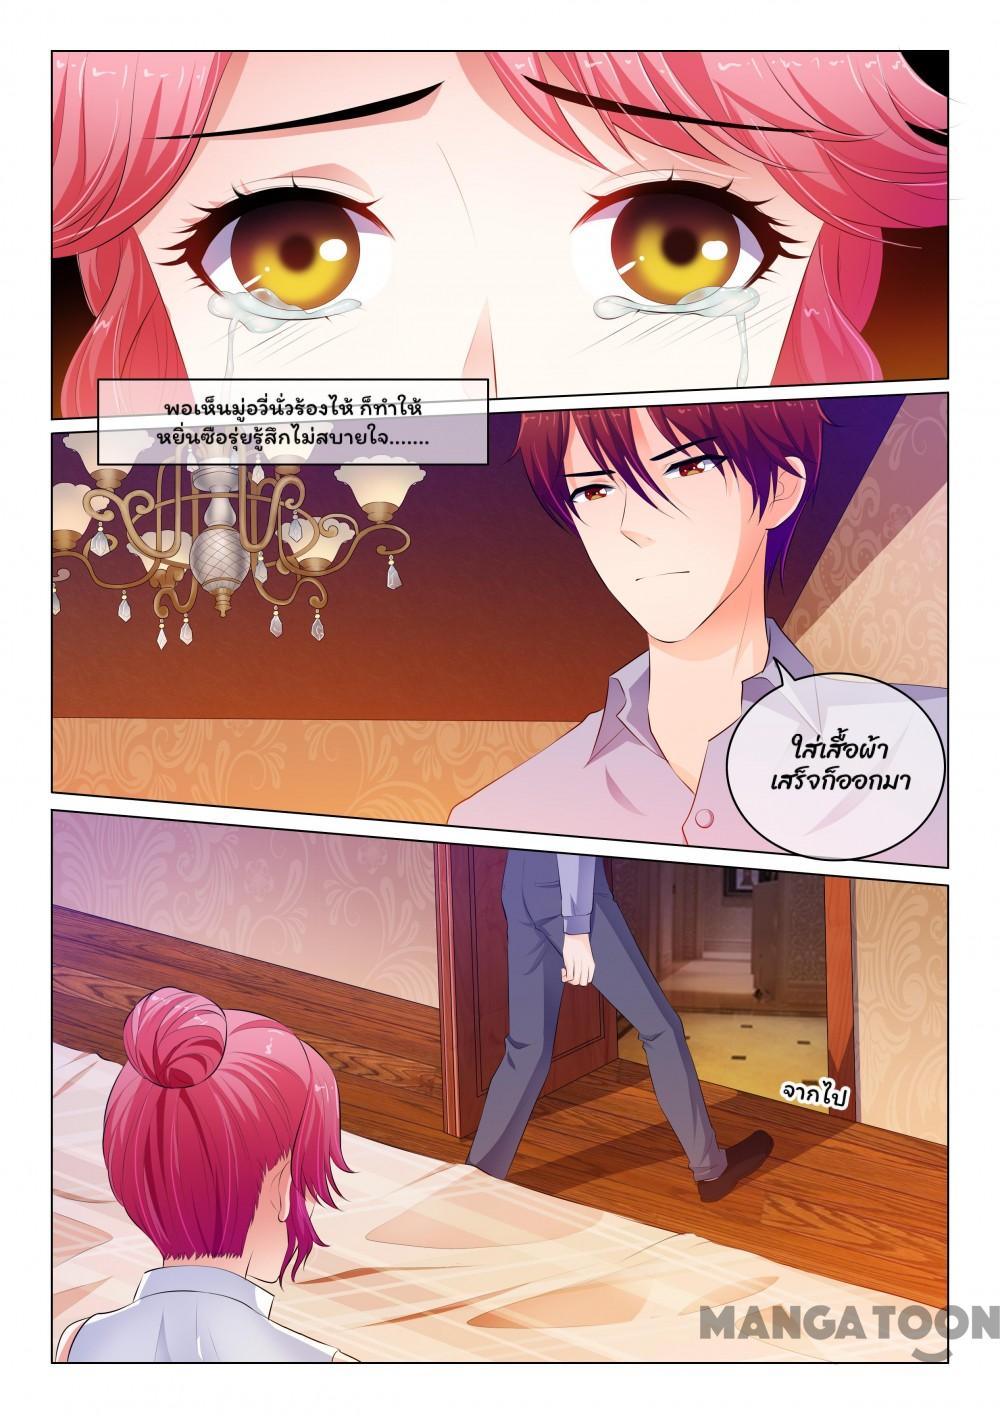 พอเห็นมู่อวี่นั่วร้องไห้ ก็ทำให้
หยิ่นซือรุ่ยรู้สึกไม่สบายใจ.......
ใส่เสื้อผ้า
เสร็จก็ออกมา
จากไป
MANGATOON